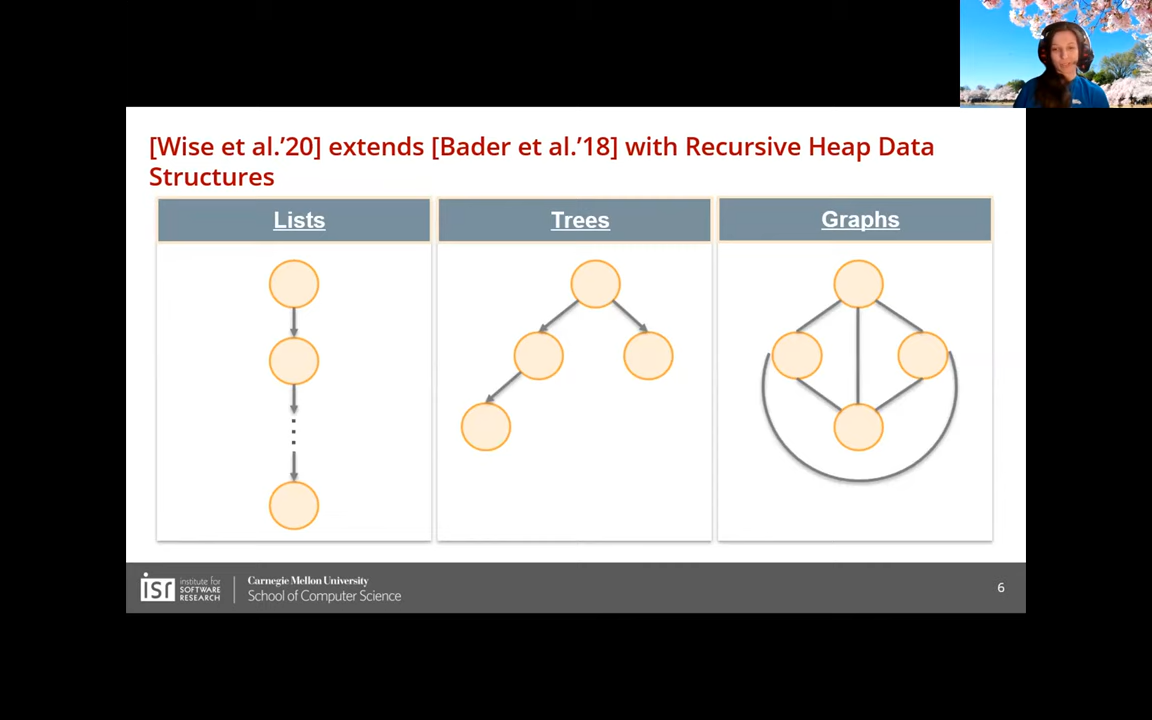 [Wise et al.’20] extends [Bader et al.’18] with Recursive Heap Data
Structures
Lists
Trees
Graphs
isr
institute for
SOFTWARE
RESEARCH
Carnegie Mellon University
School of Computer Science
6